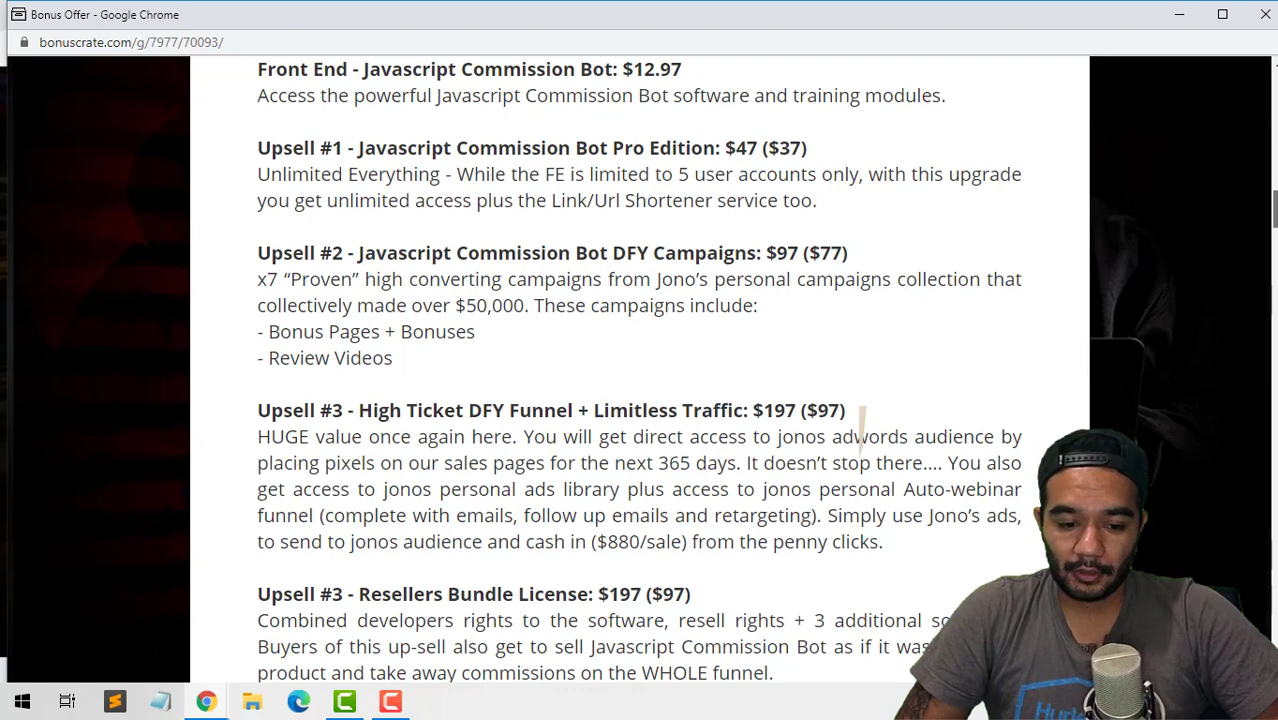 Bonus Offer - Google Chrome
bonuscrate.com/g/7977/70093/
Front End - Javascript Commission Bot: $12.97
Access the powerful Javascript Commission Bot software and training modules.
Upsell #1 - Javascript Commission Bot Pro Edition: $47 ($37)
Unlimited Everything - While the FE is limited to 5 user accounts only, with this upgrade
you get unlimited access plus the Link/Url Shortener service too.
Upsell #2 - Javascript Commission Bot DFY Campaigns: $97 ($77)
x7 “Proven” high converting campaigns from Jono’s personal campaigns collection that
collectively made over $50,000. These campaigns include:
- Bonus Pages + Bonuses
- Review Videos
Upsell #3 - High Ticket DFY Funnel + Limitless Traffic: $197 ($97)
HUGE value once again here. You will get direct access to jonos adwords audience by
placing pixels on our sales pages for the next 365 days. It doesn’t stop there.... You also
get access to jonos personal ads library plus access to jonos personal Auto-webinar
funnel (complete with emails, follow up emails and retargeting). Simply use Jono’s ads,
to send to jonos audience and cash in ($880/sale) from the penny clicks.
Upsell #3 - Resellers Bundle License: $197 ($97)
Combined developers rights to the software, resell rights + 3 additional
Buyers of this up-sell also get to sell Javascript Commission Bot as if it
product and take away commissions on the WHOLE funnel.